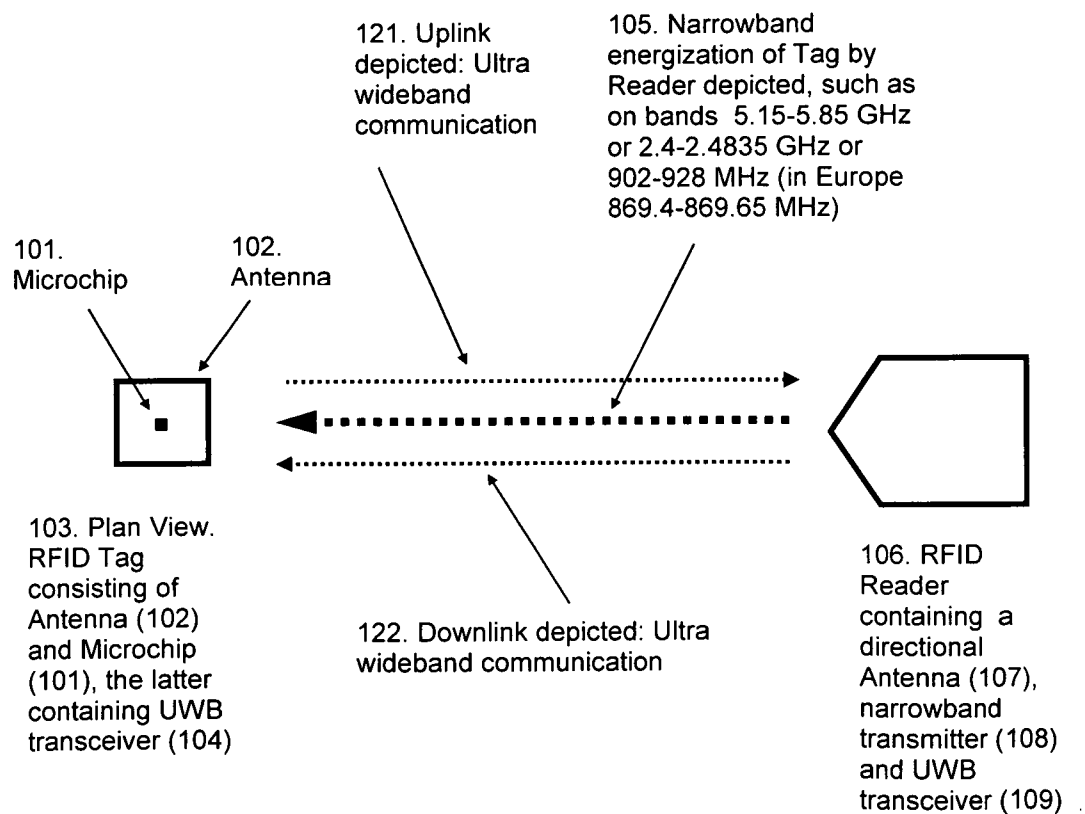 121. Uplink
depicted: Ultra
wideband
communication
105. Narrowband
energization of Tag by
Reader depicted, such as
on bands 5.15-5.85 GHz
or 2.4-2.4835 GHz or
902-928 MHz (in Europe
869.4-869.65 MHz)
101.
Microchip
102.
Antenna
103. Plan View.
RFID Tag
consisting of
Antenna (102)
and Microchip
(101), the latter
containing UWB
transceiver (104)
122. Downlink depicted: Ultra
wideband communication
106. RFID
Reader
containing a
directional
Antenna (107),
narrowband
transmitter (108)
and UWB
transceiver (109)